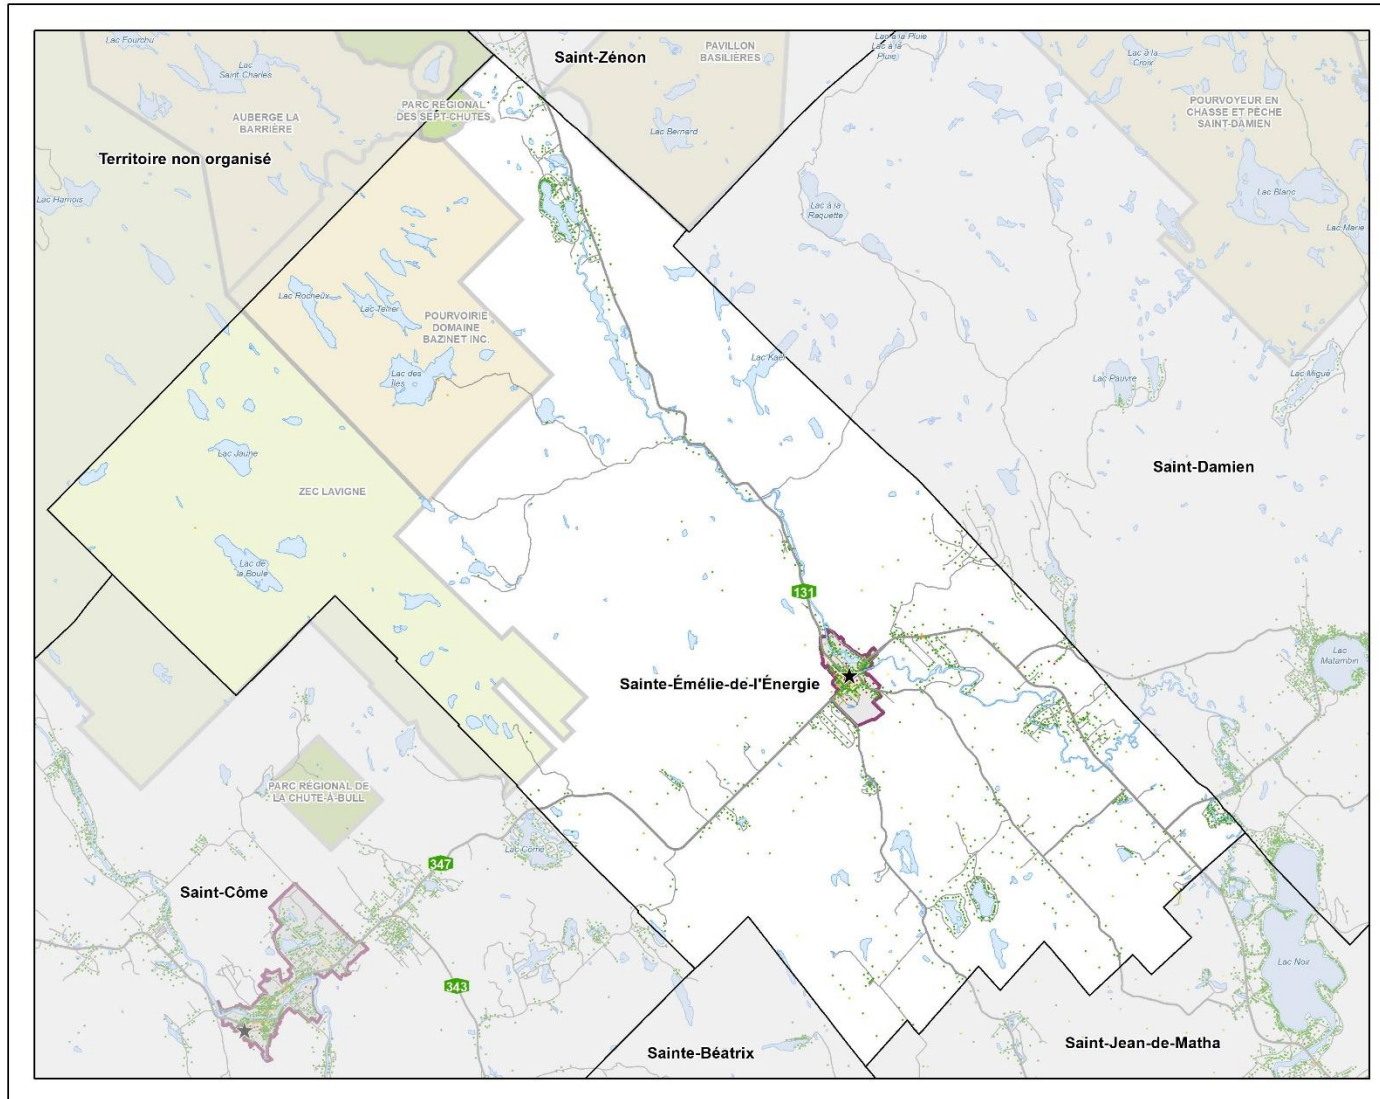 Lac Fourchu
Lac
Saint Charles
Saint-Zénon
PAVILLON
BASILIÈRES
Lac à la
Pluie
Lac à la
Croix
AUBERGE LA
BARRIÈRE
PARC RÉGIONAL
DES SEPT-CHUTES
Lac Bernard
POURVOYEUR EN
CHASSE ET PÊCHE
SAINT-DAMIEN
Territoire non organisé
Lac Harnois
Lac à la
Raquette
Lac Blanc
Lac Marie
Lac Rocheux
Lac Tellier
POURVOIRIE
DOMAINE
BAZINET INC.
Lac des
Îles
Lac Kaël
Lac Pauvre
Lac Migué
Lac Jaune
ZEC LAVIGNE
Saint-Damien
Lac de
la Boule
131
Lac
Matambin
Sainte-Émélie-de-l'Énergie
PARC RÉGIONAL DE
LA CHUTE-À-BULL
Lac Côme
347
Saint-Côme
343
Lac Noir
Sainte-Béatrix
Saint-Jean-de-Matha